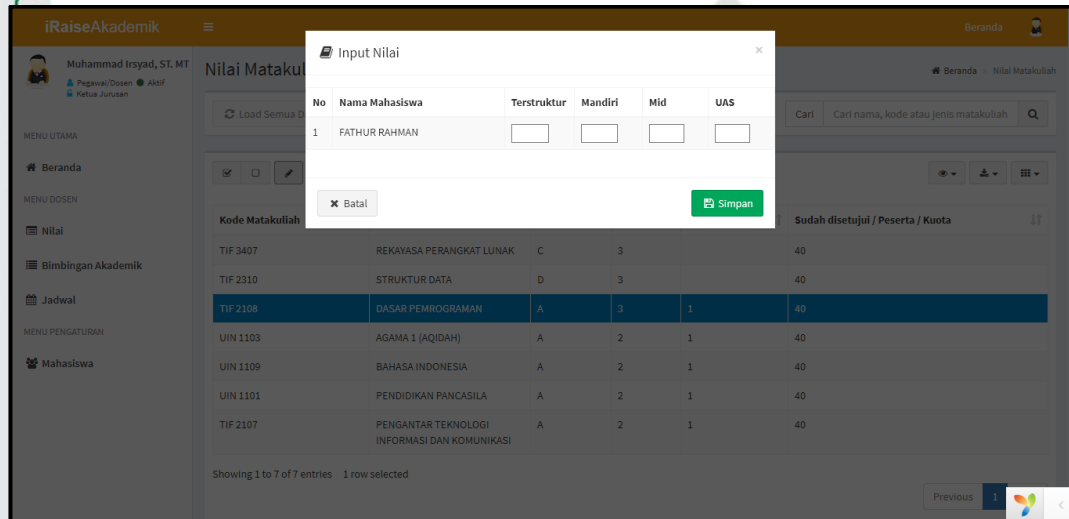 iRaiseAkademik
Beranda
Muhammad Irsyad, ST. MT
Pegawai/Dosen Aktif
Ketua Jurusan
MENU UTAMA
Beranda
MENU DOSEN
Nilai
Bimbingan Akademik
Jadwal
MENU PENGATURAN
Mahasiswa
Nilai Matakul
Beranda > Nilai Matakuliah
Load Semua D
Cari Cari nama, kode atau jenis matakuliah
Input Nilai ×
No Nama Mahasiswa Terstruktur Mandiri Mid UAS
1 FATHUR RAHMAN
Batal Simpan
Kode Matakuliah Sudah disetujui / Peserta / Kuota
TIF 3407 REKAYASA PERANGKAT LUNAK C 3 40
TIF 2310 STRUKTUR DATA D 3 40
TIF 2108 DASAR PEMROGRAMAN A 3 1 40
UIN 1103 AGAMA 1 (AQIDAH) A 2 1 40
UIN 1109 BAHASA INDONESIA A 2 1 40
UIN 1101 PENDIDIKAN PANCASILA A 2 1 40
TIF 2107 PENGANTAR TEKNOLOGI A 2 1 40
INFORMASI DAN KOMUNIKASI
Showing 1 to 7 of 7 entries 1 row selected
Previous 1